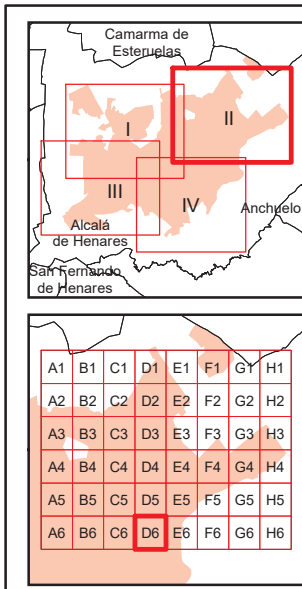 Camarma de
Esteruelas
I
II
III
IV
Anchuelo
Alcalá
de Henares
San Fernando
de Henares
A1 B1 C1 D1 E1 F1 G1 H1
A2 B2 C2 D2 E2 F2 G2 H2
A3 B3 C3 D3 E3 F3 G3 H3
A4 B4 C4 D4 E4 F4 G4 H4
A5 B5 C5 D5 E5 F5 G5 H5
A6 B6 C6 D6 E6 F6 G6 H6